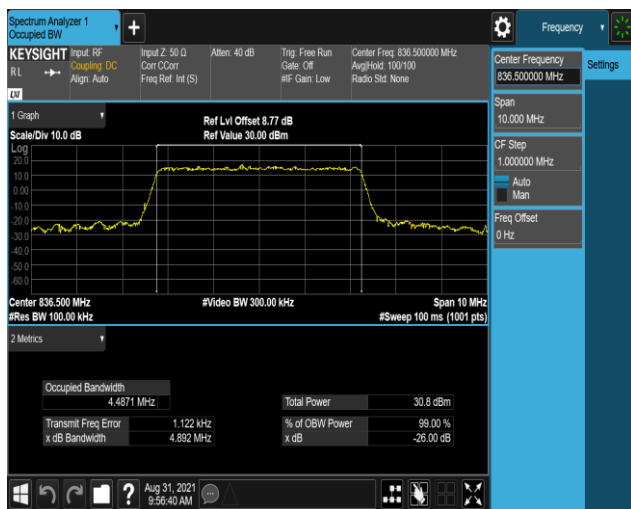 Spectrum Analyzer 1
Occupied BW
+
Frequency
KEYSIGHT
RL
LXI
Input: RF
Coupling: DC
Align: Auto
Input Z: 50 Ω
Corr CCorr
Freq Ref: Int (S)
Atten: 40 dB
Trig: Free Run
Gate: Off
#IF Gain: Low
Center Freq: 836.500000 MHz
Avg|Hold: 100/100
Radio Std: None
Center Frequency
836.500000 MHz
Settings
Span
10.000 MHz
CF Step
1.000000 MHz
Auto
Man
Freq Offset
0 Hz
1 Graph
Scale/Div 10.0 dB
Ref Lvl Offset 8.77 dB
Ref Value 30.00 dBm
Log
20.0
10.0
0.00
-10.0
-20.0
-30.0
-40.0
-50.0
-60.0
Center 836.500 MHz
#Video BW 300.00 kHz
Span 10 MHz
#Res BW 100.00 kHz
#Sweep 100 ms (1001 pts)
2 Metrics
Occupied Bandwidth
4.4871 MHz
Total Power 30.8 dBm
Transmit Freq Error 1.122 kHz
% of OBW Power 99.00 %
x dB Bandwidth 4.892 MHz
x dB -26.00 dB
?
Aug 31, 2021
9:56:40 AM